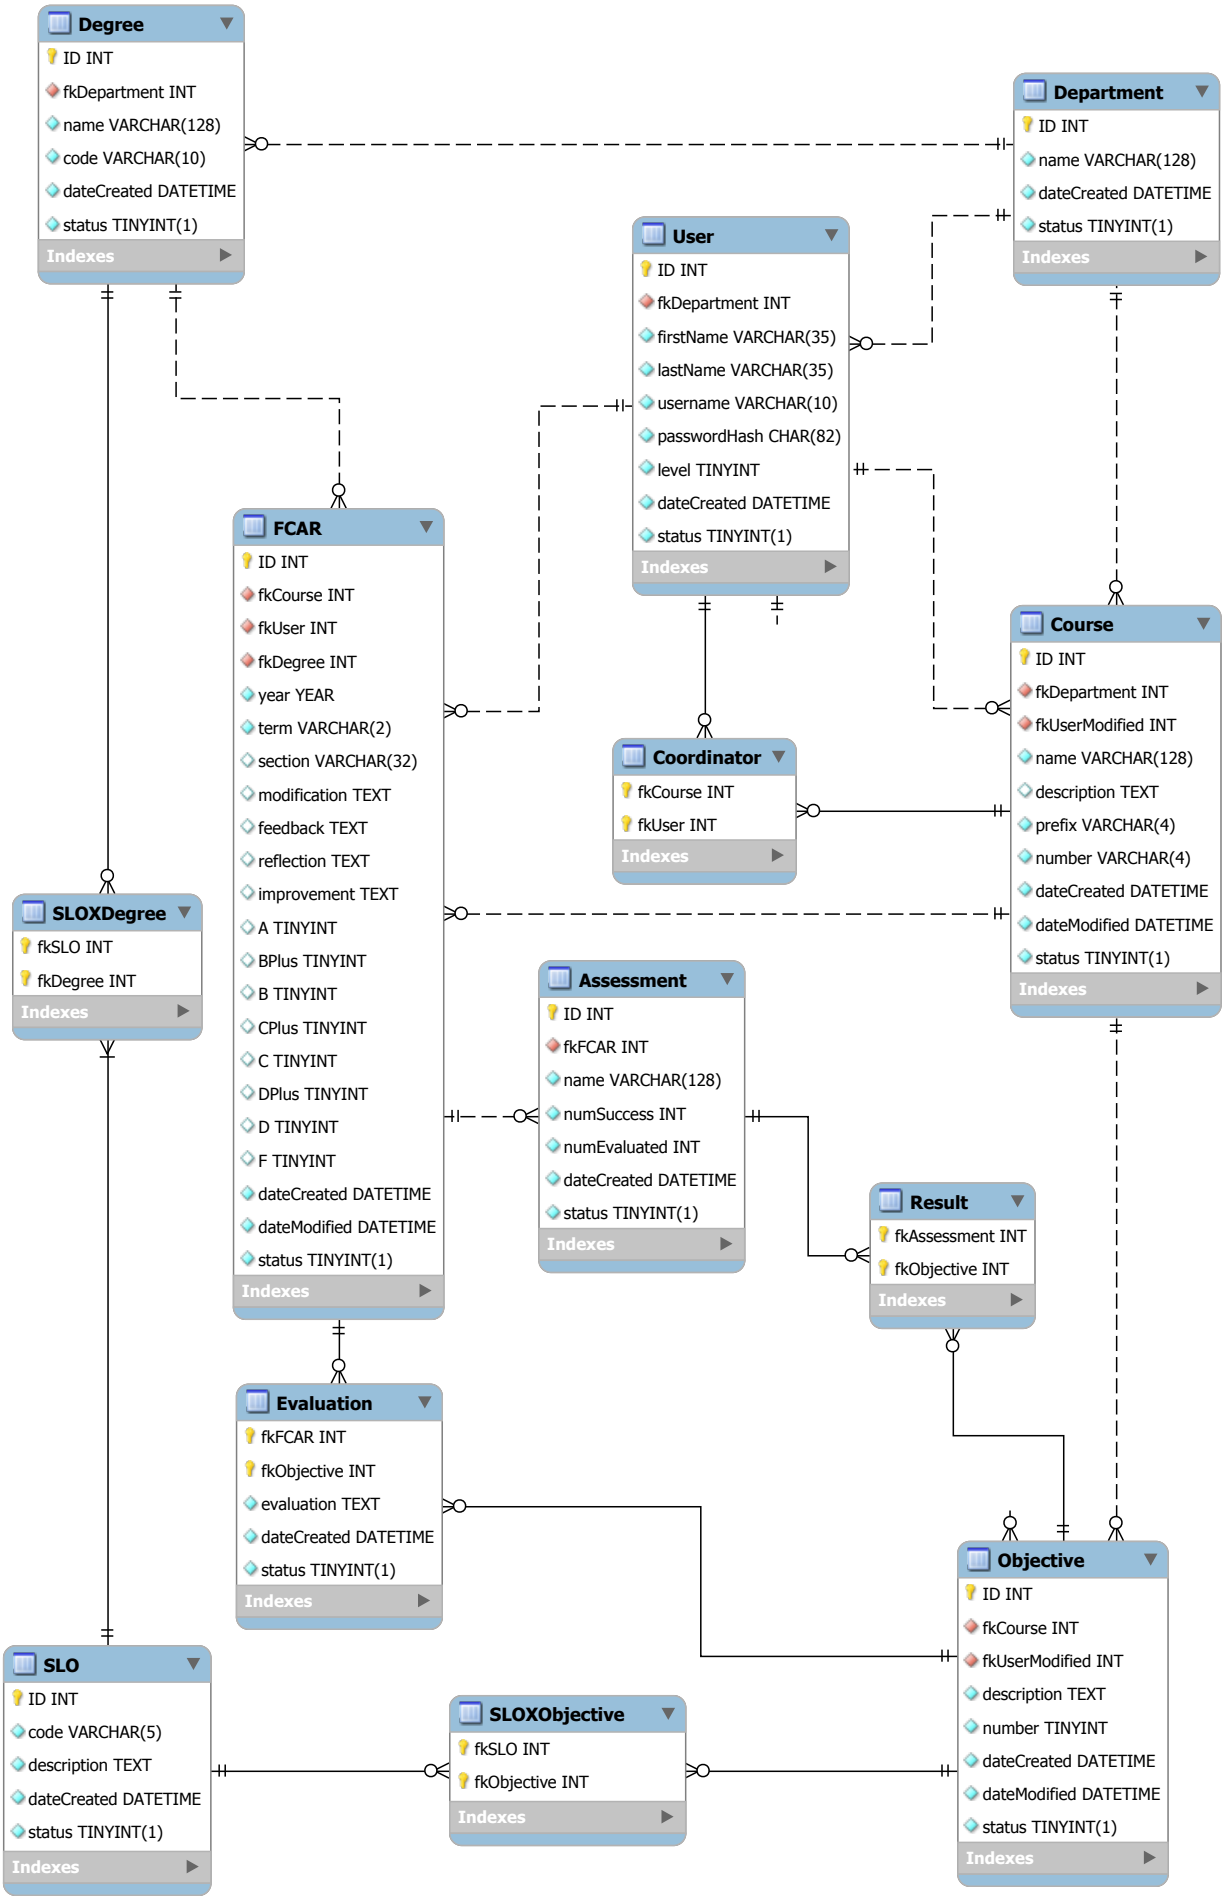 Degree
ID INT
fkDepartment INT
name VARCHAR(128)
code VARCHAR(10)
dateCreated DATETIME
status TINYINT(1)
Indexes
Department
ID INT
name VARCHAR(128)
dateCreated DATETIME
status TINYINT(1)
Indexes
User
ID INT
fkDepartment INT
firstName VARCHAR(35)
lastName VARCHAR(35)
username VARCHAR(10)
passwordHash CHAR(82)
level TINYINT
dateCreated DATETIME
status TINYINT(1)
Indexes
FCAR
ID INT
fkCourse INT
fkUser INT
fkDegree INT
year YEAR
term VARCHAR(2)
section VARCHAR(32)
modification TEXT
feedback TEXT
reflection TEXT
improvement TEXT
A TINYINT
BPlus TINYINT
B TINYINT
CPlus TINYINT
C TINYINT
DPlus TINYINT
D TINYINT
F TINYINT
dateCreated DATETIME
dateModified DATETIME
status TINYINT(1)
Indexes
Course
ID INT
fkDepartment INT
fkUserModified INT
name VARCHAR(128)
description TEXT
prefix VARCHAR(4)
number VARCHAR(4)
dateCreated DATETIME
dateModified DATETIME
status TINYINT(1)
Indexes
Coordinator
fkCourse INT
fkUser INT
Indexes
SLOXDegree
fkSLO INT
fkDegree INT
Indexes
Assessment
ID INT
fkFCAR INT
name VARCHAR(128)
numSuccess INT
numEvaluated INT
dateCreated DATETIME
status TINYINT(1)
Indexes
Result
fkAssessment INT
fkObjective INT
Indexes
Evaluation
fkFCAR INT
fkObjective INT
evaluation TEXT
dateCreated DATETIME
status TINYINT(1)
Indexes
Objective
ID INT
fkCourse INT
fkUserModified INT
description TEXT
number TINYINT
dateCreated DATETIME
dateModified DATETIME
status TINYINT(1)
Indexes
SLO
ID INT
code VARCHAR(5)
description TEXT
dateCreated DATETIME
status TINYINT(1)
Indexes
SLOXObjective
fkSLO INT
fkObjective INT
Indexes